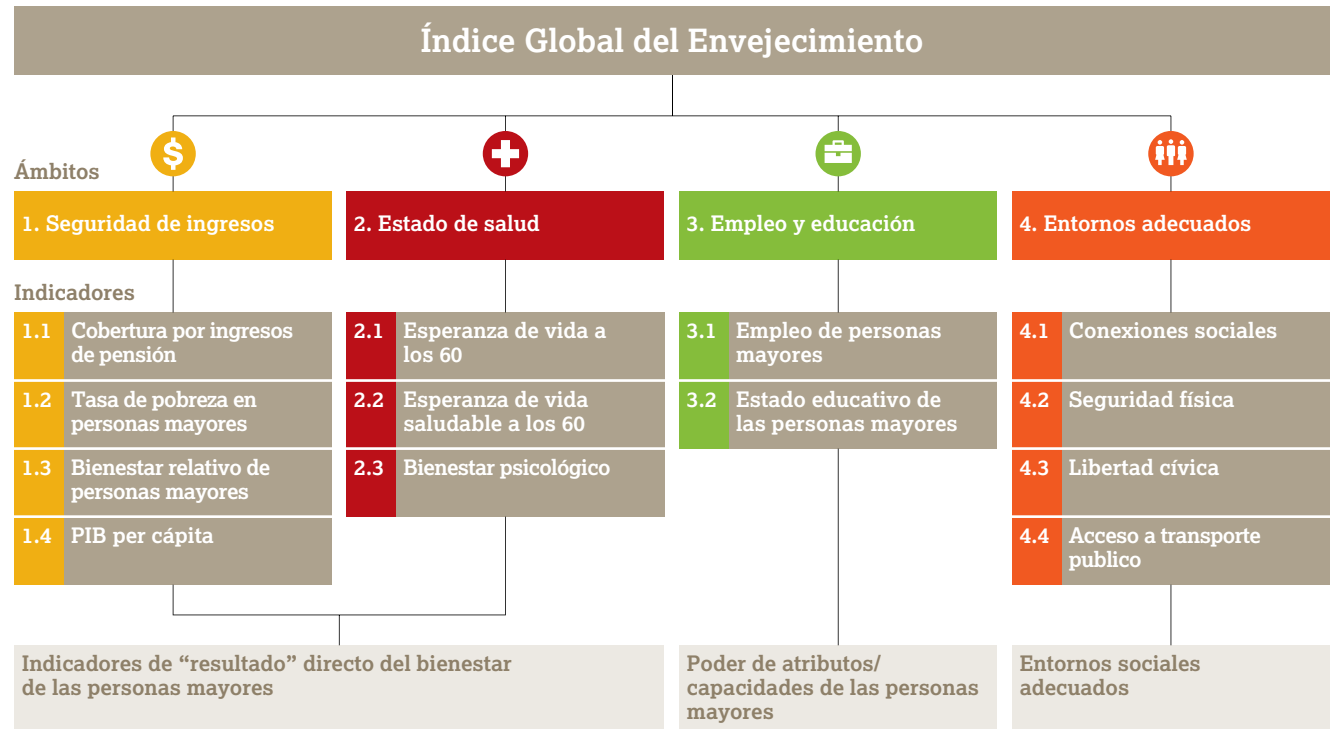 Índice Global del Envejecimiento
$
Ámbitos
1. Seguridad de ingresos
2. Estado de salud
3. Empleo y educación
4. Entornos adecuados
Indicadores
1.1 Cobertura por ingresos
de pensión
1.2 Tasa de pobreza en
personas mayores
1.3 Bienestar relativo de
personas mayores
1.4 PIB per cápita
2.1 Esperanza de vida a
los 60
2.2 Esperanza de vida
saludable a los 60
2.3 Bienestar psicológico
3.1 Empleo de personas
mayores
3.2 Estado educativo de
las personas mayores
4.1 Conexiones sociales
4.2 Seguridad física
4.3 Libertad cívica
4.4 Acceso a transporte
publico
Indicadores de “resultado” directo del bienestar
de las personas mayores
Poder de atributos/
capacidades de las personas
mayores
Entornos sociales
adecuados